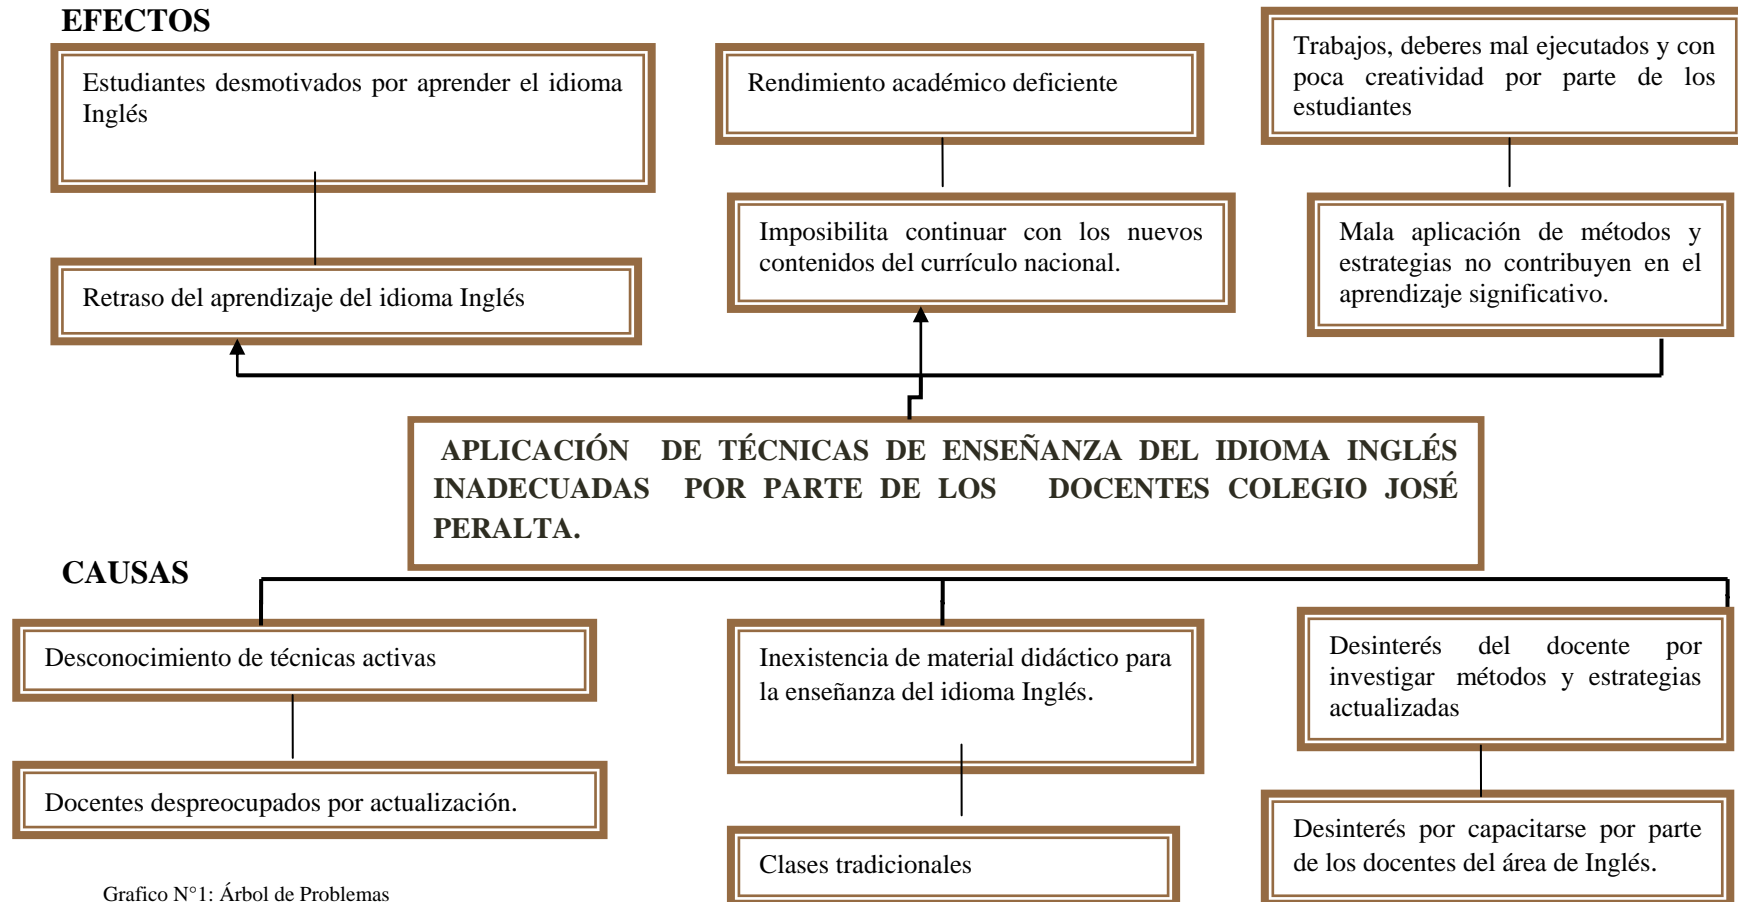 EFECTOS
Estudiantes desmotivados por aprender el idioma
Inglés
Rendimiento académico deficiente
Trabajos, deberes mal ejecutados y con
poca creatividad por parte de los
estudiantes
Retraso del aprendizaje del idioma Inglés
Imposibilita continuar con los nuevos
contenidos del currículo nacional.
Mala aplicación de métodos y
estrategias no contribuyen en el
aprendizaje significativo.
APLICACIÓN DE TÉCNICAS DE ENSEÑANZA DEL IDIOMA INGLÉS
INADECUADAS POR PARTE DE LOS DOCENTES COLEGIO JOSÉ
PERALTA.
CAUSAS
Desconocimiento de técnicas activas
Inexistencia de material didáctico para
la enseñanza del idioma Inglés.
Desinterés del docente por
investigar métodos y estrategias
actualizadas
Docentes despreocupados por actualización.
Clases tradicionales
Desinterés por capacitarse por parte
de los docentes del área de Inglés.
Grafico N°1: Árbol de Problemas